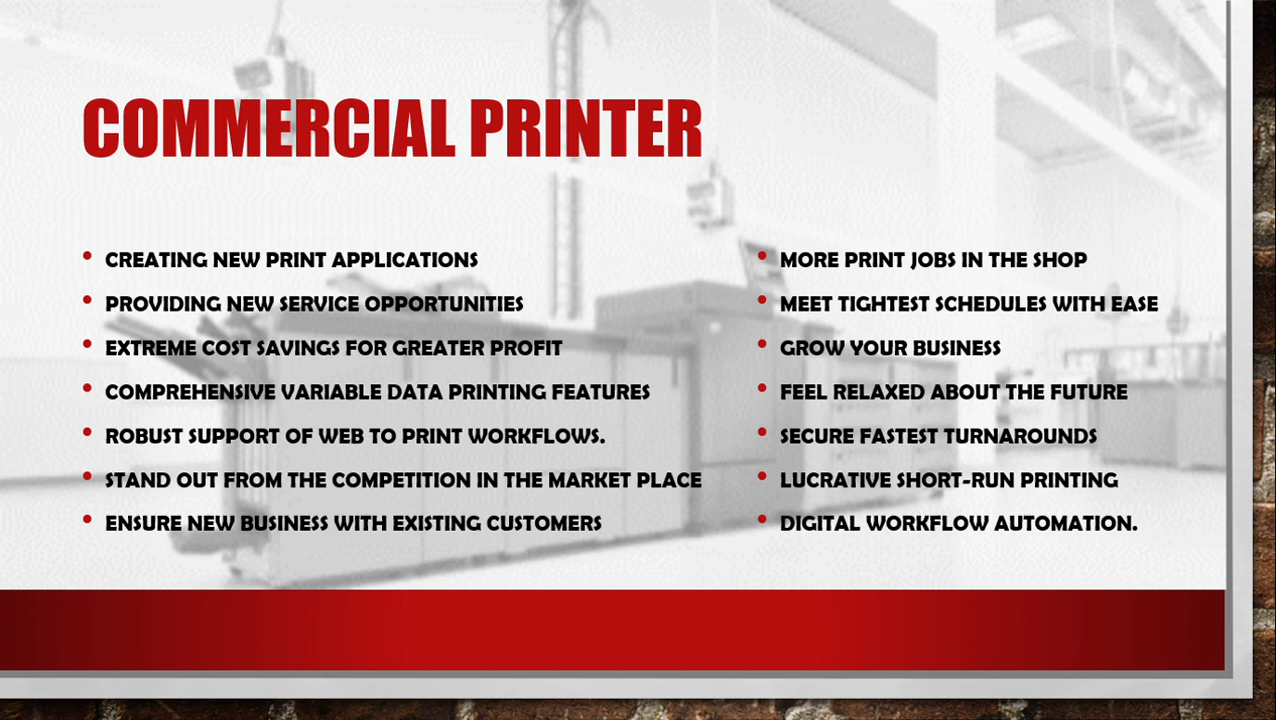 COMMERCIAL PRINTER
• CREATING NEW PRINT APPLICATIONS
• PROVIDING NEW SERVICE OPPORTUNITIES
• EXTREME COST SAVINGS FOR GREATER PROFIT
• COMPREHENSIVE VARIABLE DATA PRINTING FEATURES
• ROBUST SUPPORT OF WEB TO PRINT WORKFLOWS.
• STAND OUT FROM THE COMPETITION IN THE MARKET PLACE
• ENSURE NEW BUSINESS WITH EXISTING CUSTOMERS
• MORE PRINT JOBS IN THE SHOP
• MEET TIGHTEST SCHEDULES WITH EASE
• GROW YOUR BUSINESS
• FEEL RELAXED ABOUT THE FUTURE
• SECURE FASTEST TURNAROUNDS
• LUCRATIVE SHORT-RUN PRINTING
• DIGITAL WORKFLOW AUTOMATION.